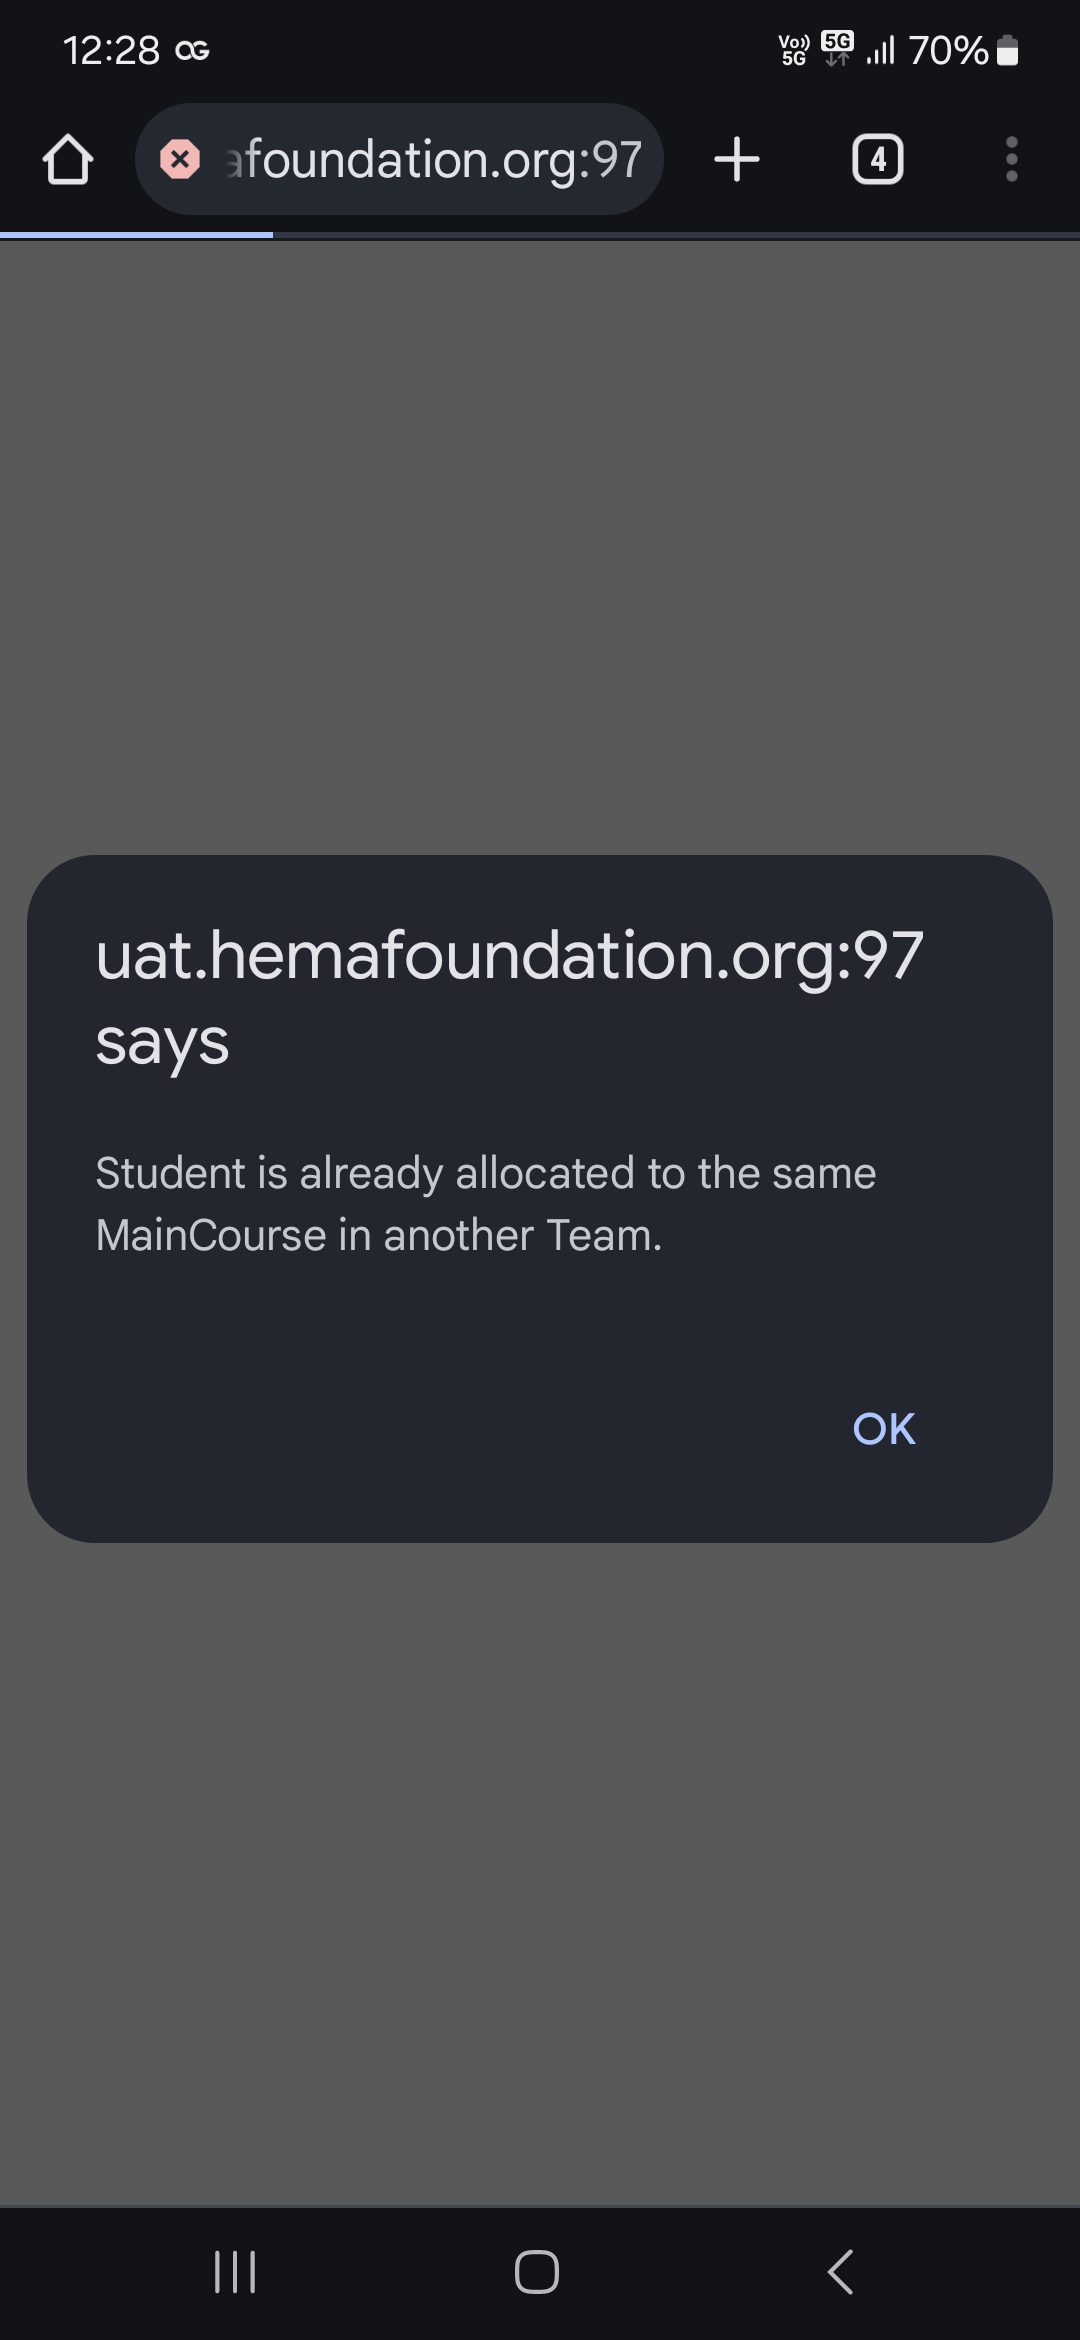 12:28
Vo)) 5G 5G 70%
afoundation.org:97
4
uat.hemafoundation.org:97
says
Student is already allocated to the same
MainCourse in another Team.
OK